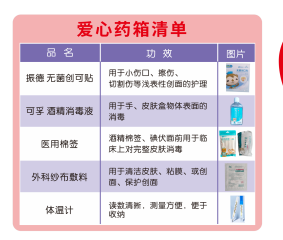 爱心药箱清单
品 名 功 效 图片
振德 无菌创可贴
用于小伤口、擦伤、
切割伤等浅表性创面的护理
可孚 酒精消毒液
用于手、皮肤盒物体表面的
消毒
医用棉签
酒精棉签、碘伏面前用于临
床上对完整皮肤消毒
外科纱布敷料
用于清洁皮肤、粘膜、或创
面、保护创面
体温计
读数清晰，测量方便，便于
收纳